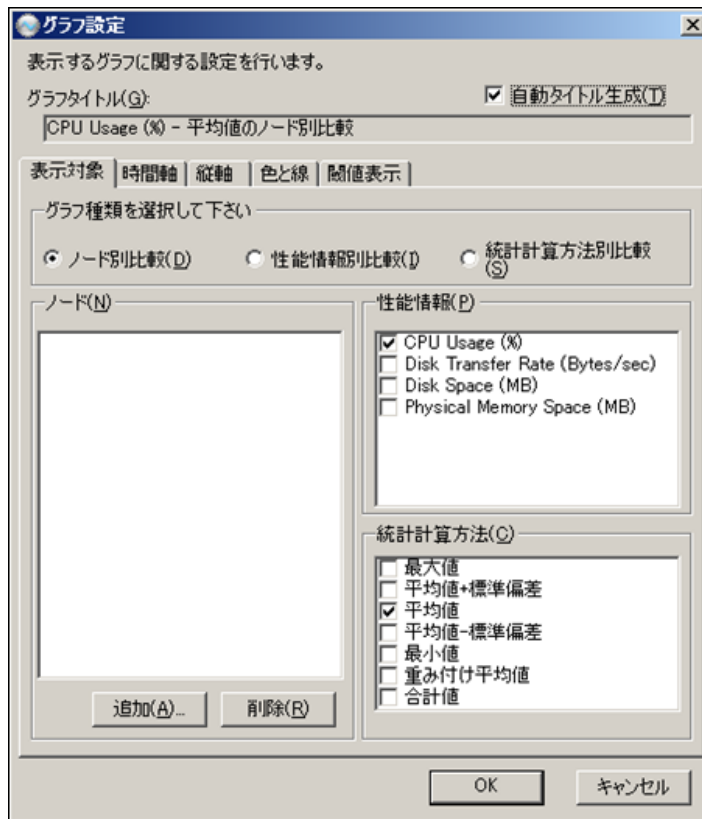 グラフ設定
表示するグラフに関する設定を行います。
グラフタイトル(G):
自動タイトル生成(T)
CPU Usage (%) - 平均値のノード別比較
表示対象
時間軸
縦軸
色と線
閾値表示
グラフ種類を選択して下さい
ノード別比較(D)
性能情報別比較(I)
統計計算方法別比較
(S)
ノード(N)
性能情報(P)
CPU Usage (%)
Disk Transfer Rate (Bytes/sec)
Disk Space (MB)
Physical Memory Space (MB)
統計計算方法(C)
最大値
平均値+標準偏差
平均値
平均値-標準偏差
最小値
重み付け平均値
合計値
追加(A)...
削除(R)
OK
キャンセル